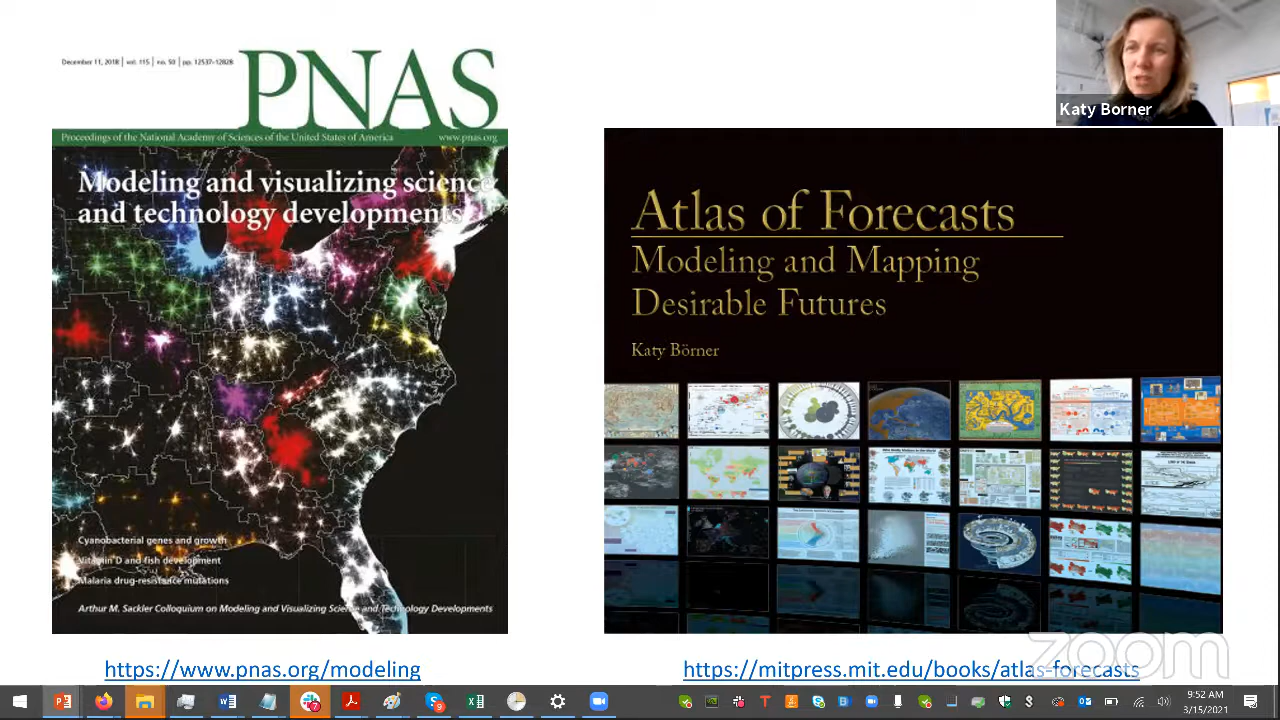 December 11, 2018 | vol. 115 | no. 50 | pp. 12537–12828
PNAS
Proceedings of the National Academy of Sciences of the United States of America www.pnas.org
Modeling and visualizing science
and technology developments
Cyanobacterial genes and growth
Vitamin D and fish development
Malaria drug-resistance mutations
Arthur M. Sackler Colloquium on Modeling and Visualizing Science and Technology Developments
https://www.pnas.org/modeling
Katy Borner
Atlas of Forecasts
Modeling and Mapping
Desirable Futures
Katy Börner
https://mitpress.mit.edu/books/atlas-forecasts
zoom
9:52 AM
3/15/2021